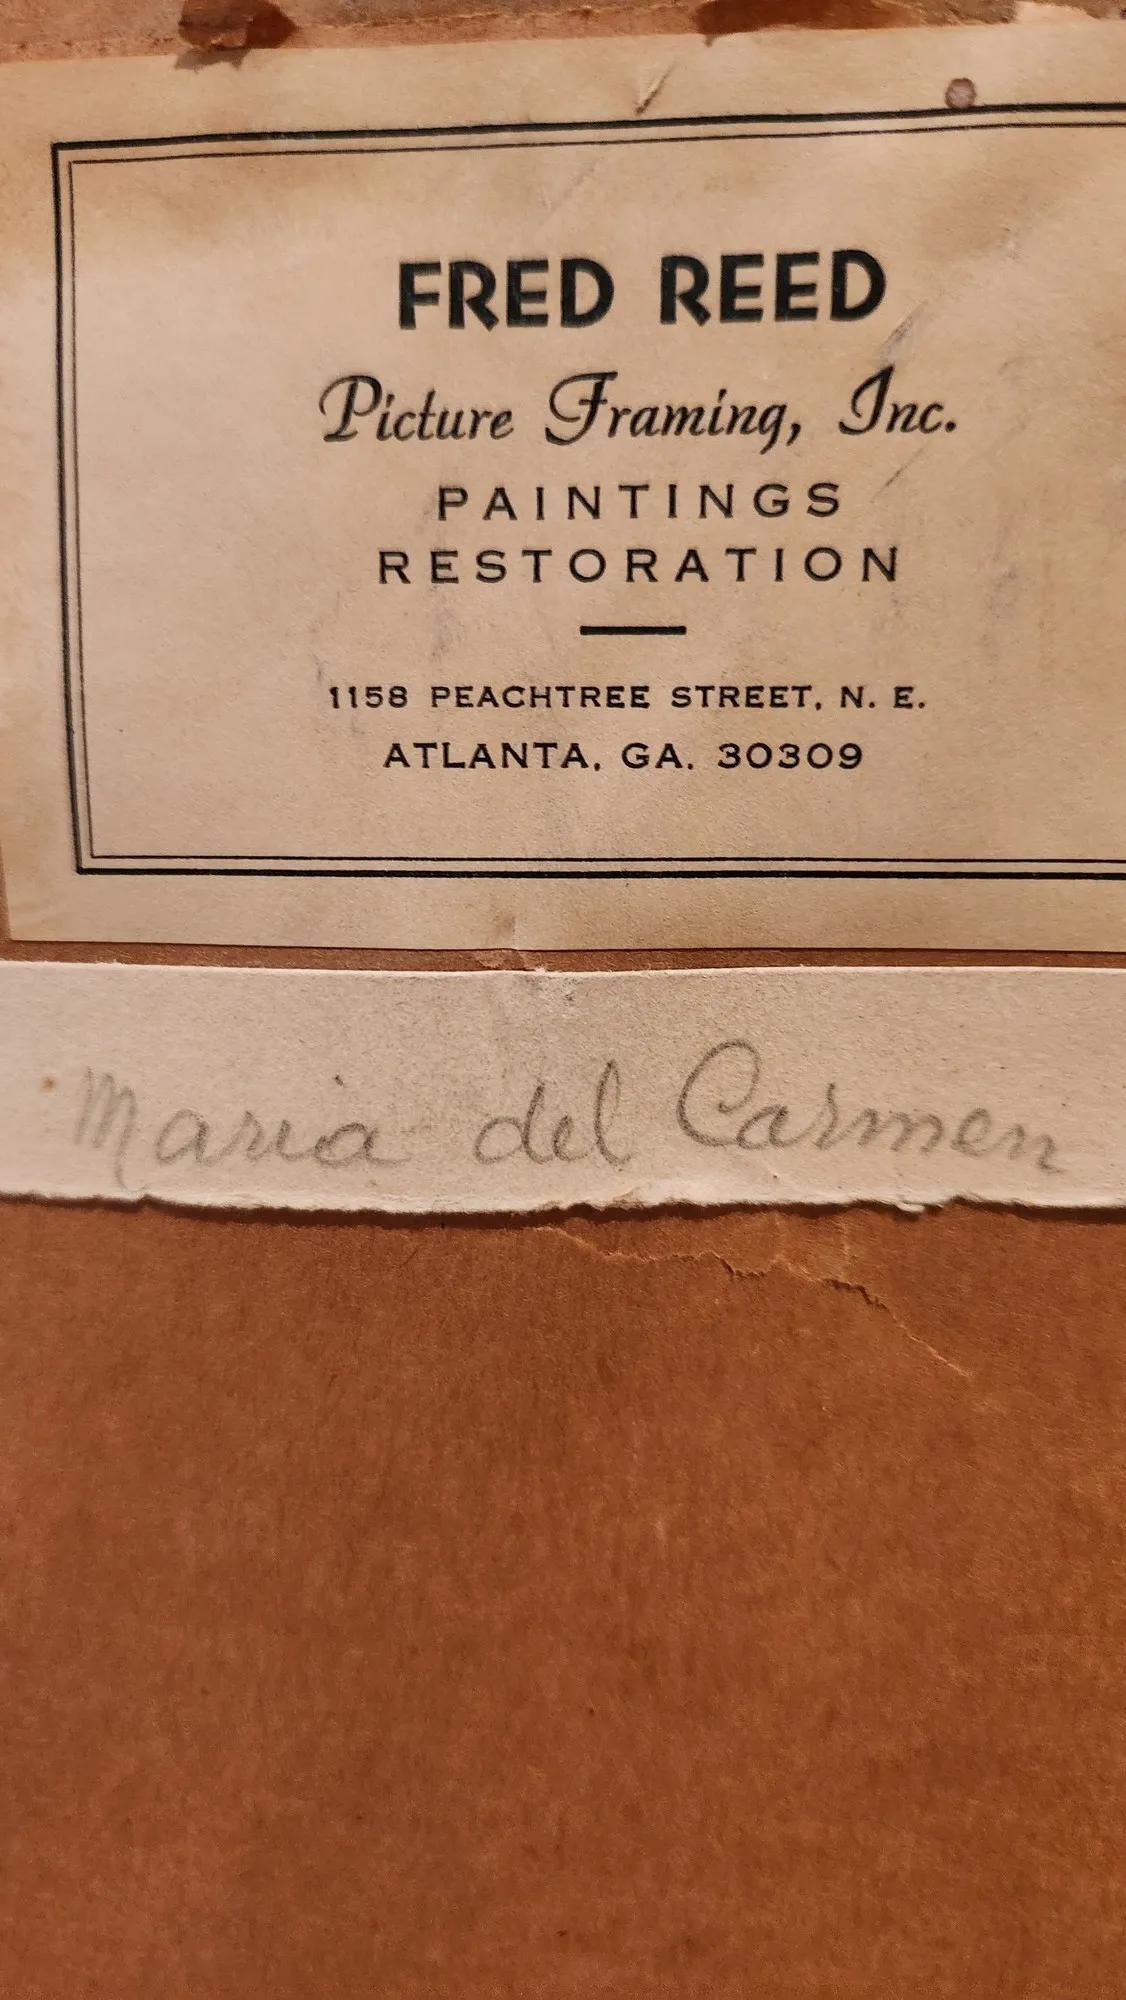 FRED REED
Picture Framing, Inc.
PAINTINGS
RESTORATION
1158 PEACHTREE STREET, N. E.
ATLANTA, GA. 30309
Maria del Carmen